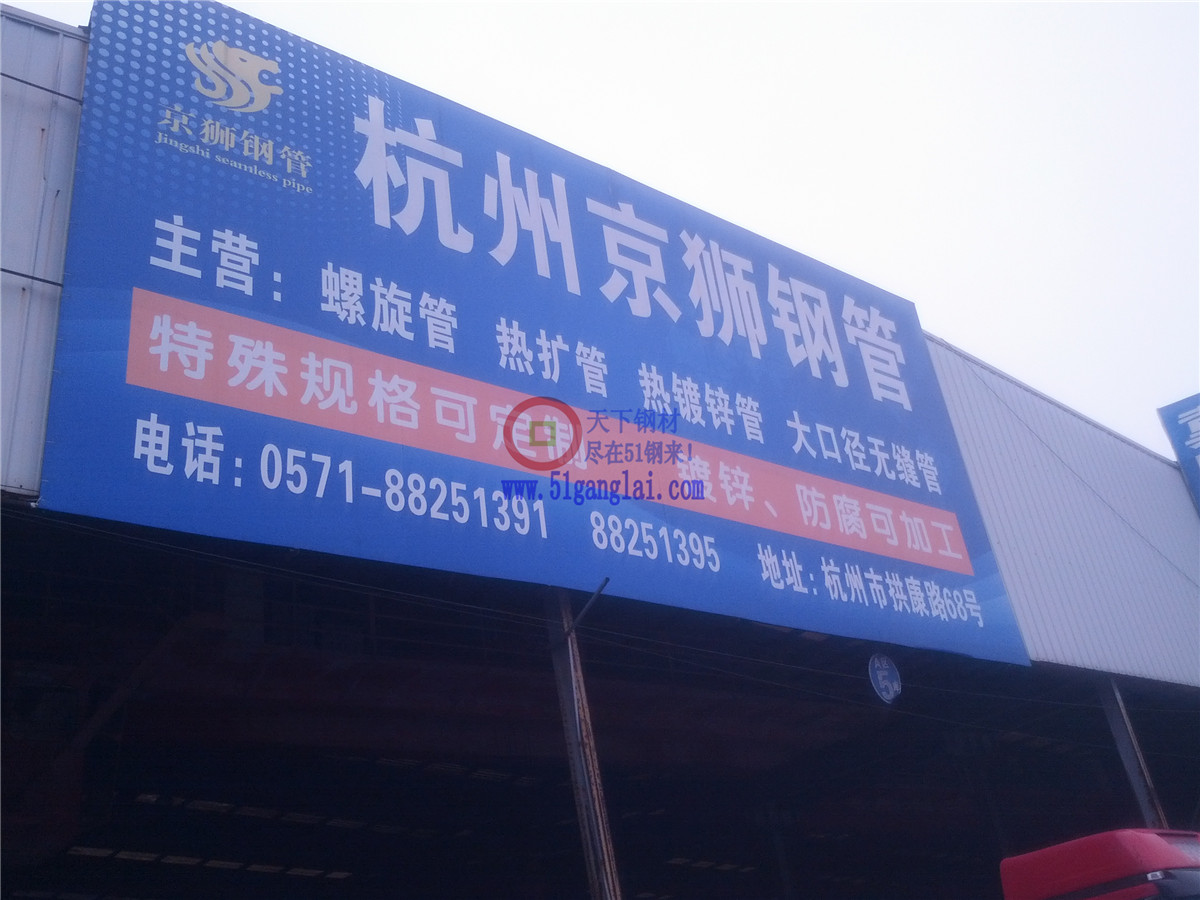 京狮钢管
Jingshi seamless pipe
杭州京狮钢管
主营：螺旋管 热扩管 热镀锌管 大口径无缝管
特殊规格可定制 镀锌、防腐可加工
电话：0571-88251391 88251395 地址：杭州市拱康路68号
天下钢材
尽在51钢来！
www.51ganglai.com
5